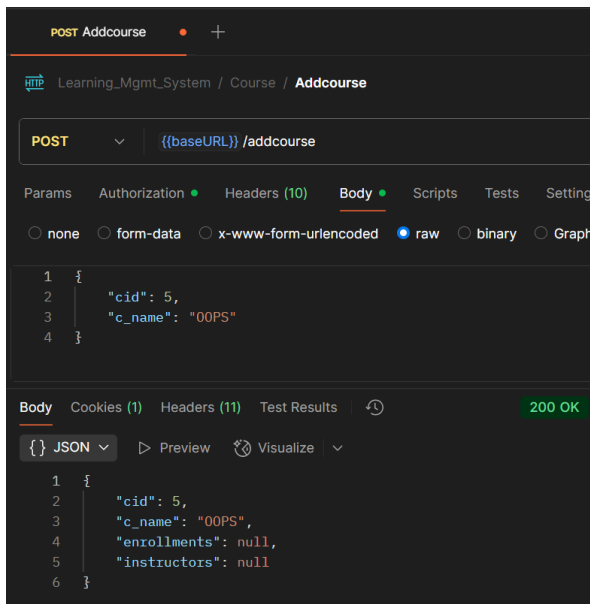 POST Addcourse
HTTP Learning_Mgmt_System / Course / Addcourse
POST {{baseURL}} /addcourse
Params Authorization Headers (10) Body Scripts Tests Setting
none form-data x-www-form-urlencoded raw binary Graph
1 {
2 "cid": 5,
3 "c_name": "OOPS"
4 }
Body Cookies (1) Headers (11) Test Results 200 OK
{} JSON Preview Visualize
1 {
2 "cid": 5,
3 "c_name": "OOPS",
4 "enrollments": null,
5 "instructors": null
6 }